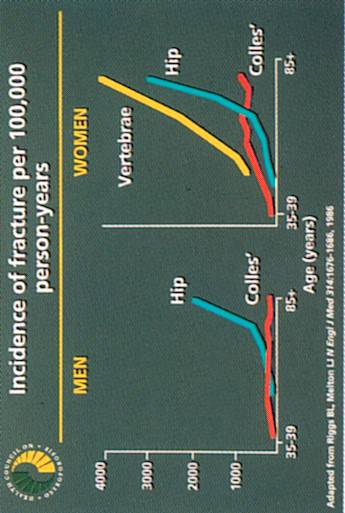 Incidence of fracture per 100,000
person-years
MEN
WOMEN
4000
3000
2000
1000
Hip
Colles’
Vertebrae
Hip
Colles’
35-39
85+
35-39
85+
Age (years)
Adapted from Riggs BL, Melton LJ N Engl J Med 314:1676-1686, 1986